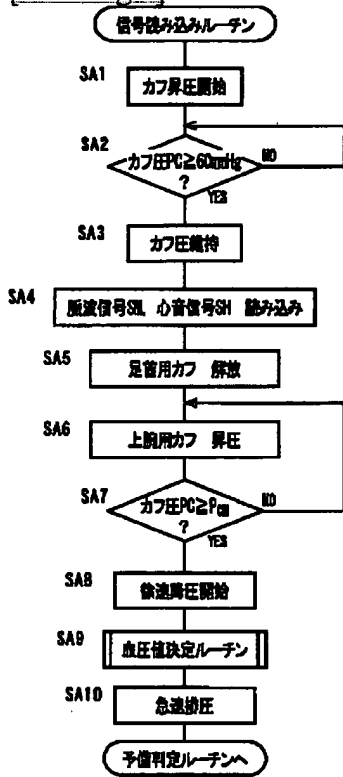 信号読み込みルーチン
SA1
カフ昇圧開始
SA2
カフ圧PC≧60mmHg
?
NO
YES
SA3
カフ圧維持
SA4
脈波信号SM、心音信号SH 読み込み
SA5
足首用カフ 解放
SA6
上腕用カフ 昇圧
SA7
カフ圧PC≧PCM
?
NO
YES
SA8
徐速降圧開始
SA9
血圧値決定ルーチン
SA10
急速排圧
予備判定ルーチンへ